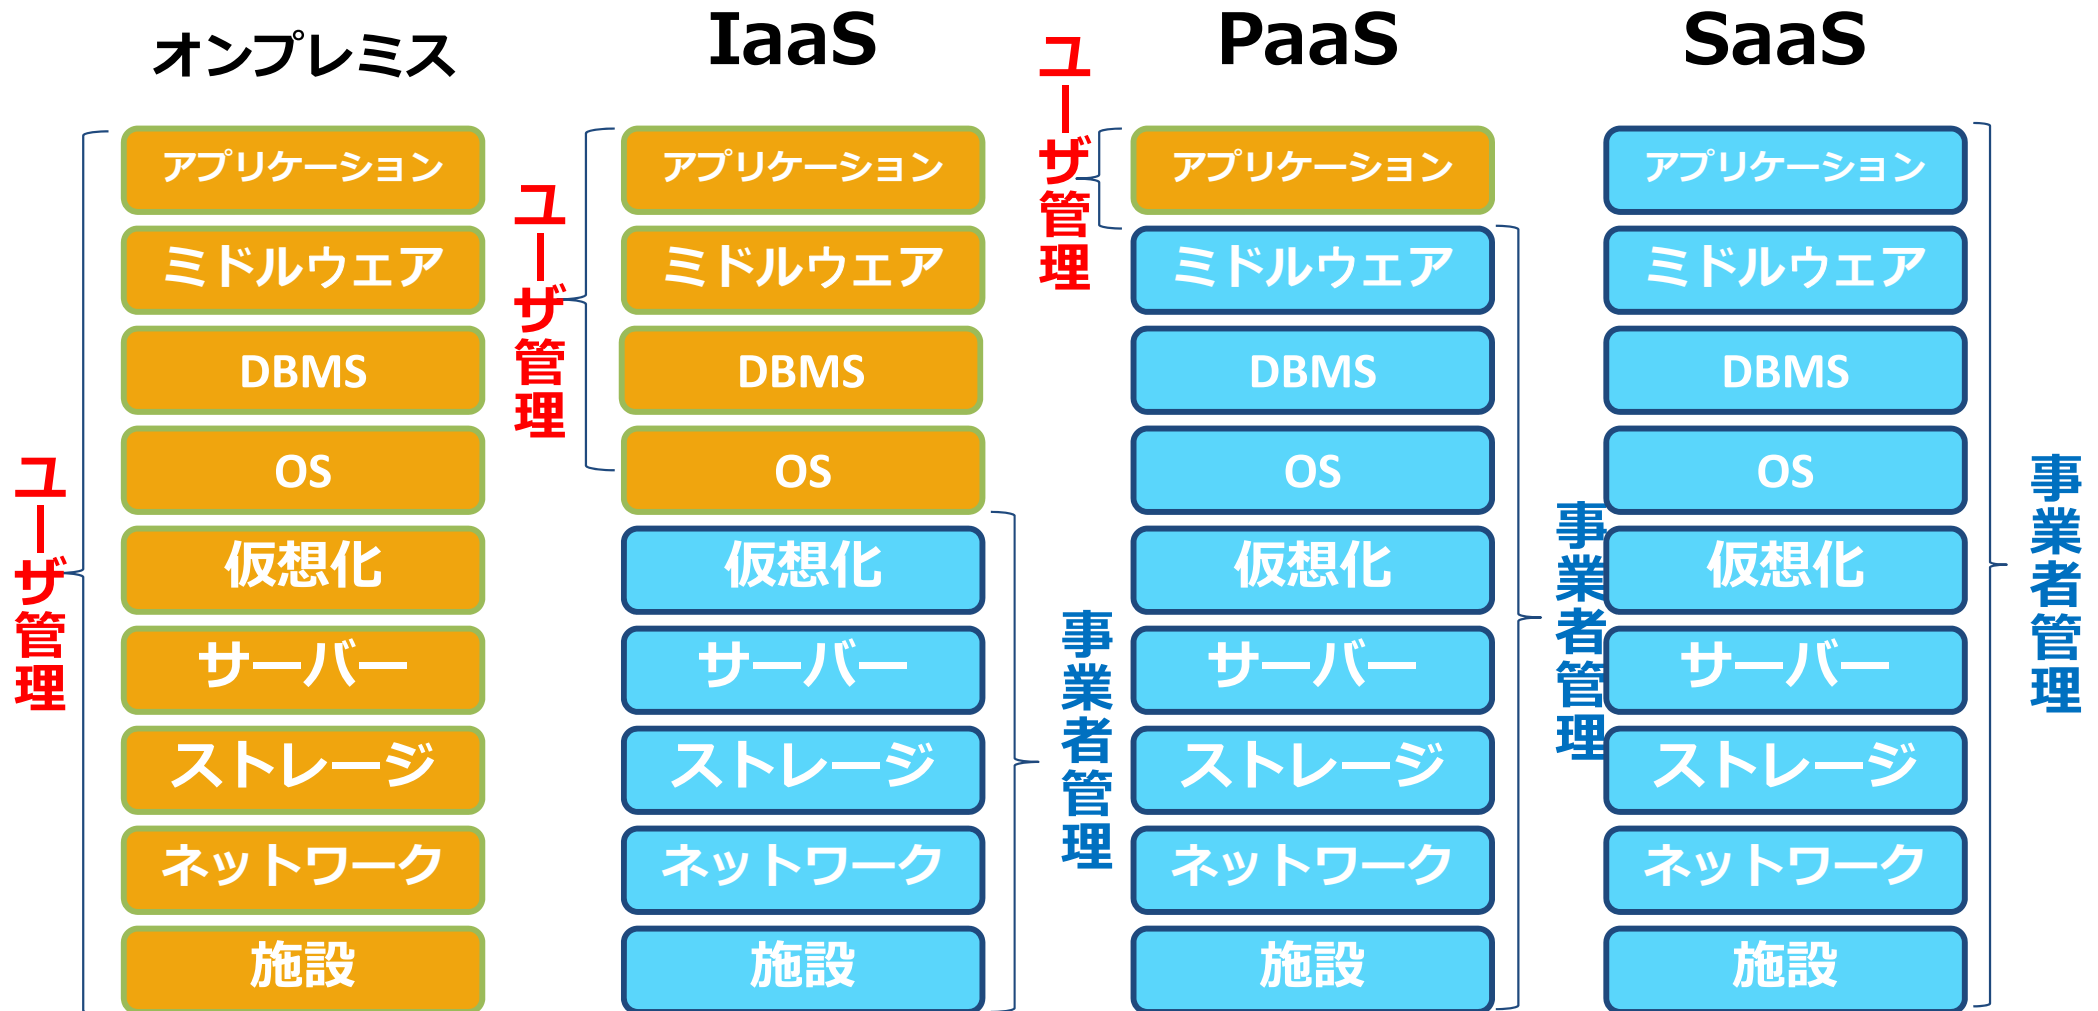 オンプレミス
ユーザ管理
アプリケーション
ミドルウェア
DBMS
OS
仮想化
サーバー
ストレージ
ネットワーク
施設
IaaS
ユーザ管理
アプリケーション
ミドルウェア
DBMS
OS
仮想化
サーバー
ストレージ
ネットワーク
施設
事業者管理
PaaS
ユーザ管理
アプリケーション
ミドルウェア
DBMS
OS
仮想化
サーバー
ストレージ
ネットワーク
施設
事業者管理
SaaS
アプリケーション
ミドルウェア
DBMS
OS
仮想化
サーバー
ストレージ
ネットワーク
施設
事業者管理